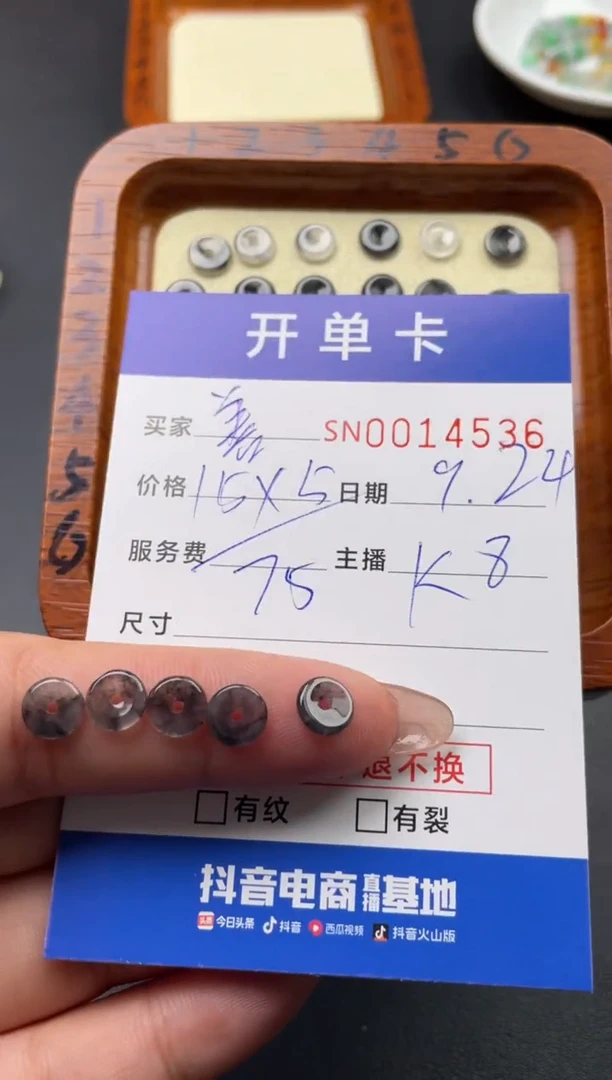 1 2 3 4 5 6
1
2
3
4
5
6
开单卡
买家 SN0014536
价格 15X5 日期 9.24
服务费 75 主播 K8
尺寸
退不换
有纹 有裂
抖音电商直播基地
头条 今日头条 抖音 西瓜视频 抖音火山版